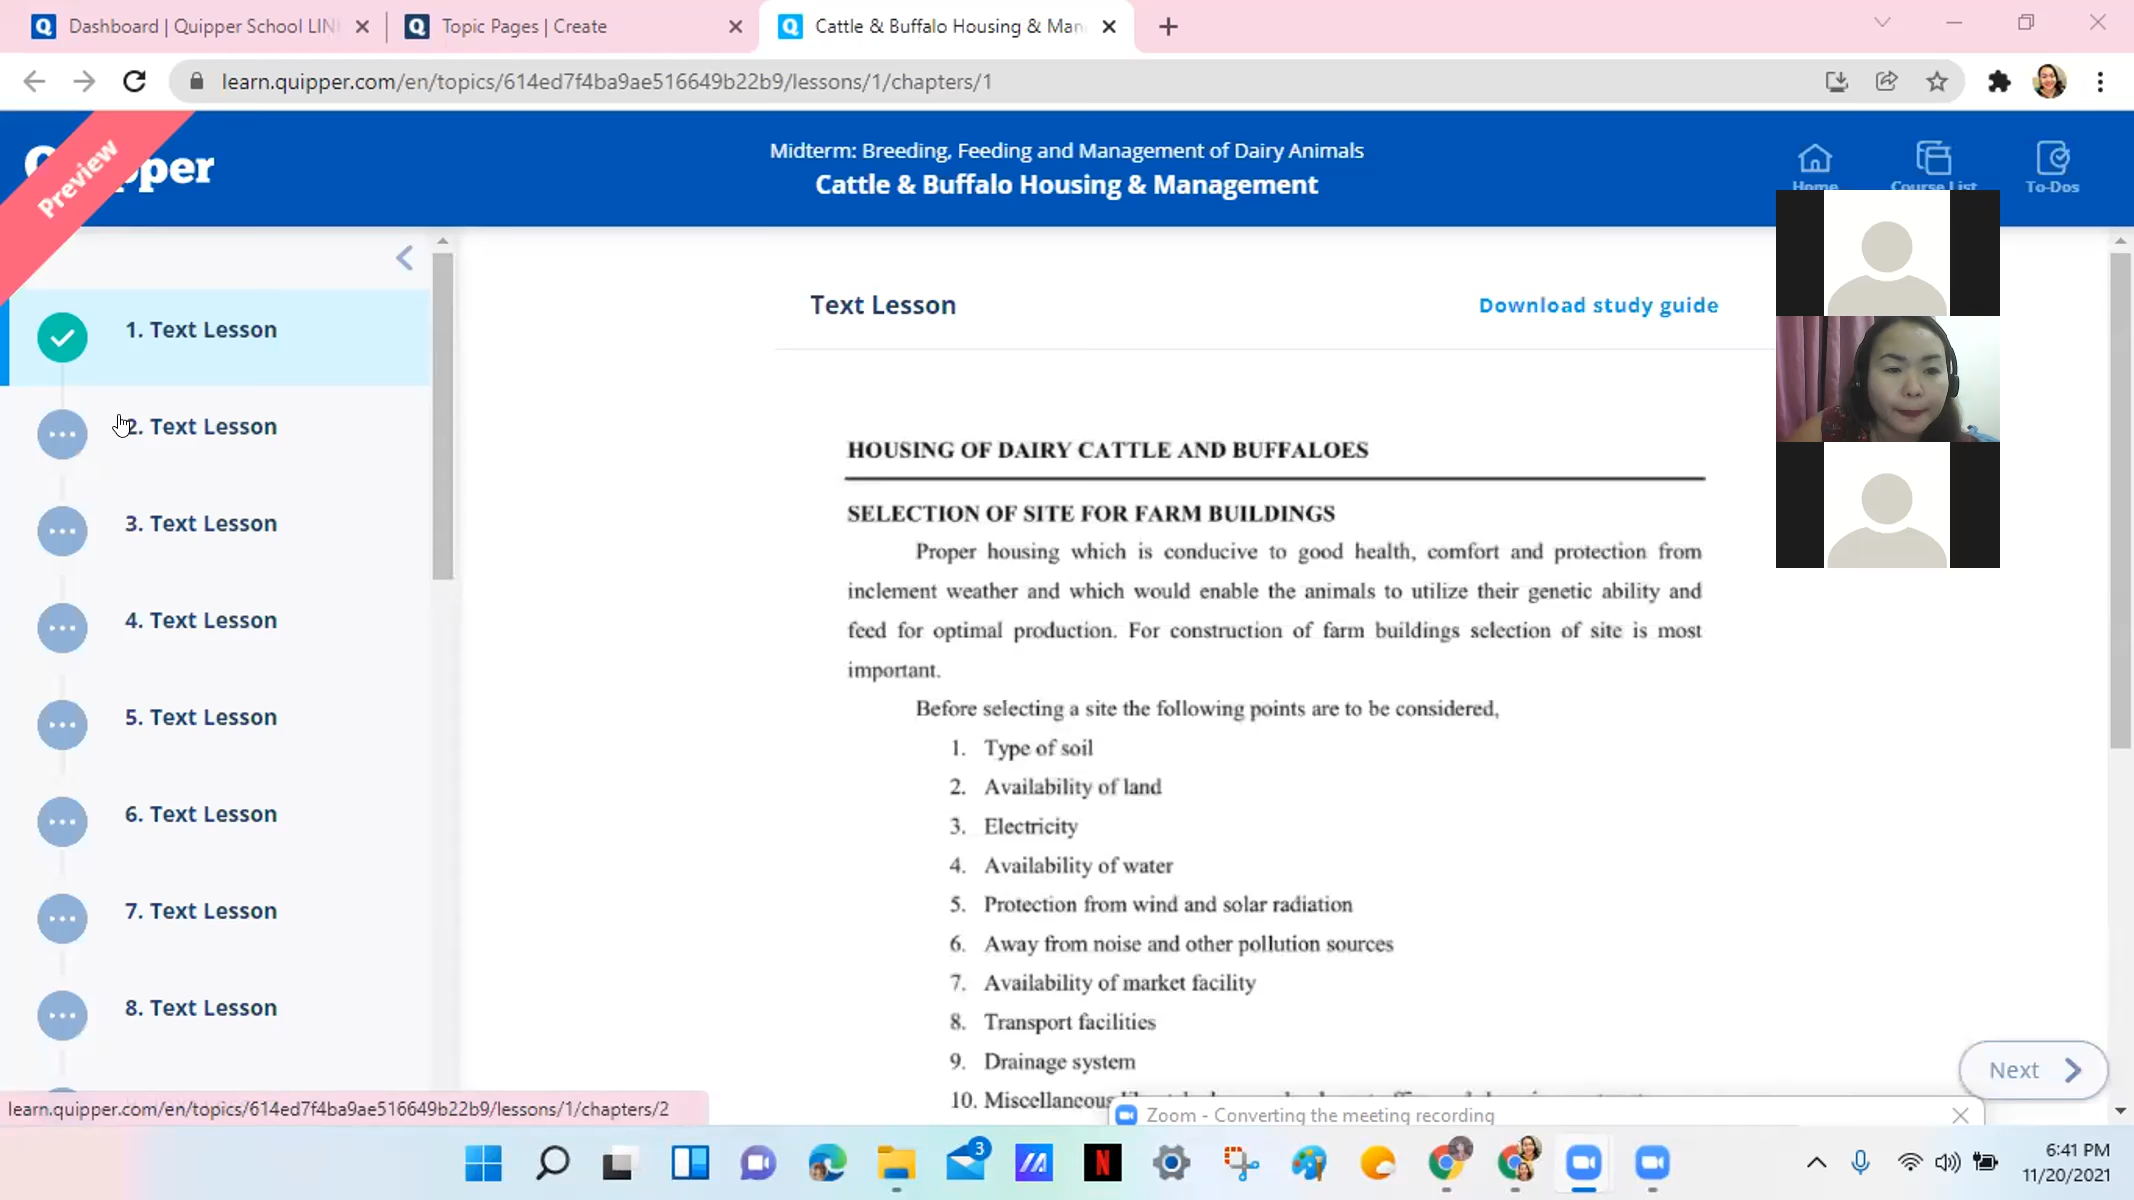 Dashboard | Quipper School LIN
Topic Pages | Create
Cattle & Buffalo Housing & Man
learn.quipper.com/en/topics/614ed7f4ba9ae516649b22b9/lessons/1/chapters/1
Preview
Midterm: Breeding, Feeding and Management of Dairy Animals
Cattle & Buffalo Housing & Management
Home
Course List
To-Dos
Text Lesson
Download study guide
1. Text Lesson
2. Text Lesson
3. Text Lesson
4. Text Lesson
5. Text Lesson
6. Text Lesson
7. Text Lesson
8. Text Lesson
HOUSING OF DAIRY CATTLE AND BUFFALOES
SELECTION OF SITE FOR FARM BUILDINGS
Proper housing which is conducive to good health, comfort and protection from
inclement weather and which would enable the animals to utilize their genetic ability and
feed for optimal production. For construction of farm buildings selection of site is most
important.
Before selecting a site the following points are to be considered,
1. Type of soil
2. Availability of land
3. Electricity
4. Availability of water
5. Protection from wind and solar radiation
6. Away from noise and other pollution sources
7. Availability of market facility
8. Transport facilities
9. Drainage system
10. Miscellaneous
Next
learn.quipper.com/en/topics/614ed7f4ba9ae516649b22b9/lessons/1/chapters/2
Zoom - Converting the meeting recording
3
N
6:41 PM
11/20/2021